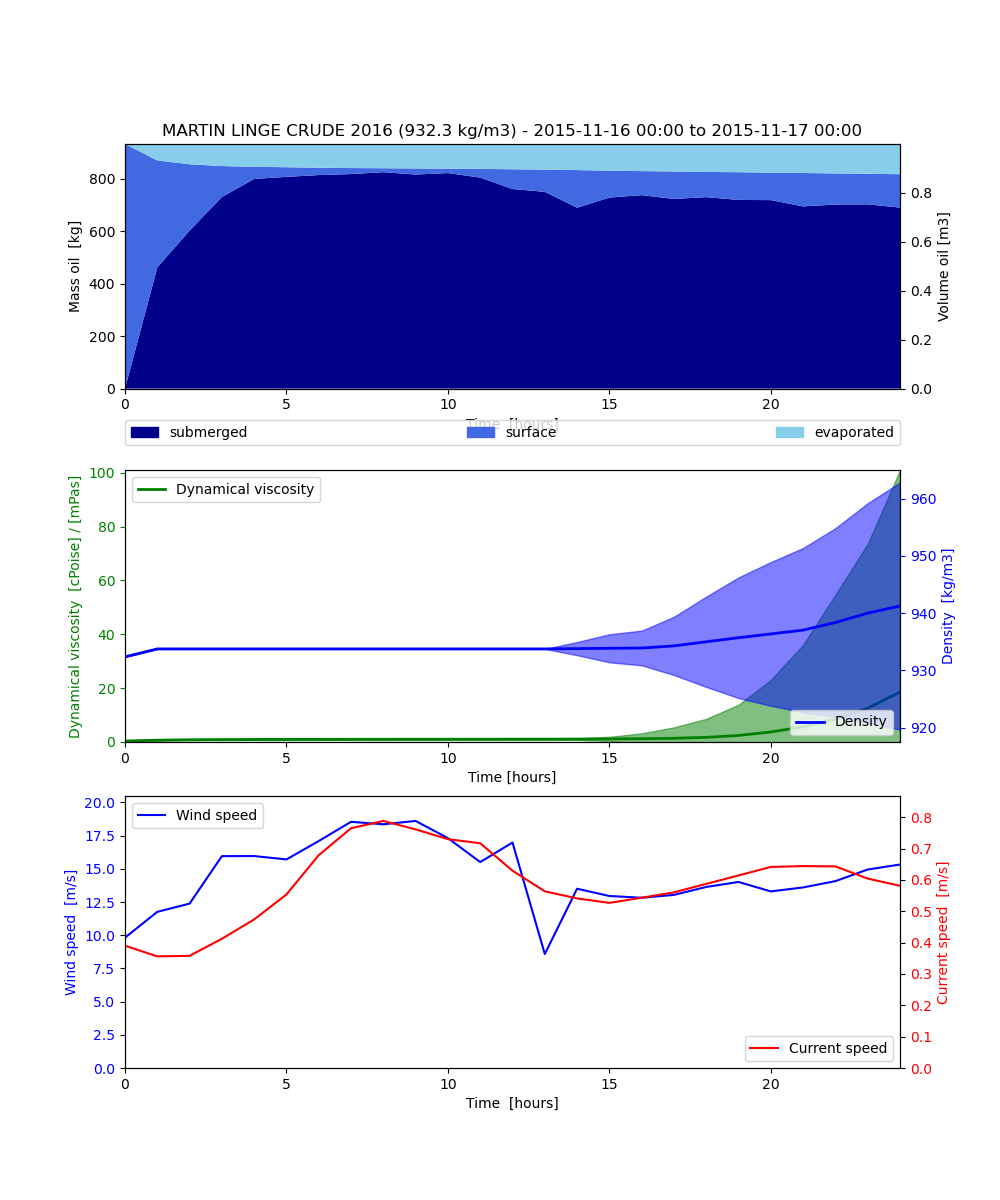 MARTIN LINGE CRUDE 2016 (932.3 kg/m3) - 2015-11-16 00:00 to 2015-11-17 00:00
800
600
400
200
0
Mass oil [kg]
0.8
0.6
0.4
0.2
0.0
Volume oil [m3]
0 5 10 15 20
Time [hours]
submerged surface evaporated
100
80
60
40
20
0
Dynamical viscosity [cPoise] / [mPas]
Dynamical viscosity
960
950
940
930
920
Density [kg/m3]
Density
0 5 10 15 20
Time [hours]
20.0
17.5
15.0
12.5
10.0
7.5
5.0
2.5
0.0
Wind speed [m/s]
Wind speed
0.8
0.7
0.6
0.5
0.4
0.3
0.2
0.1
0.0
Current speed [m/s]
Current speed
0 5 10 15 20
Time [hours]